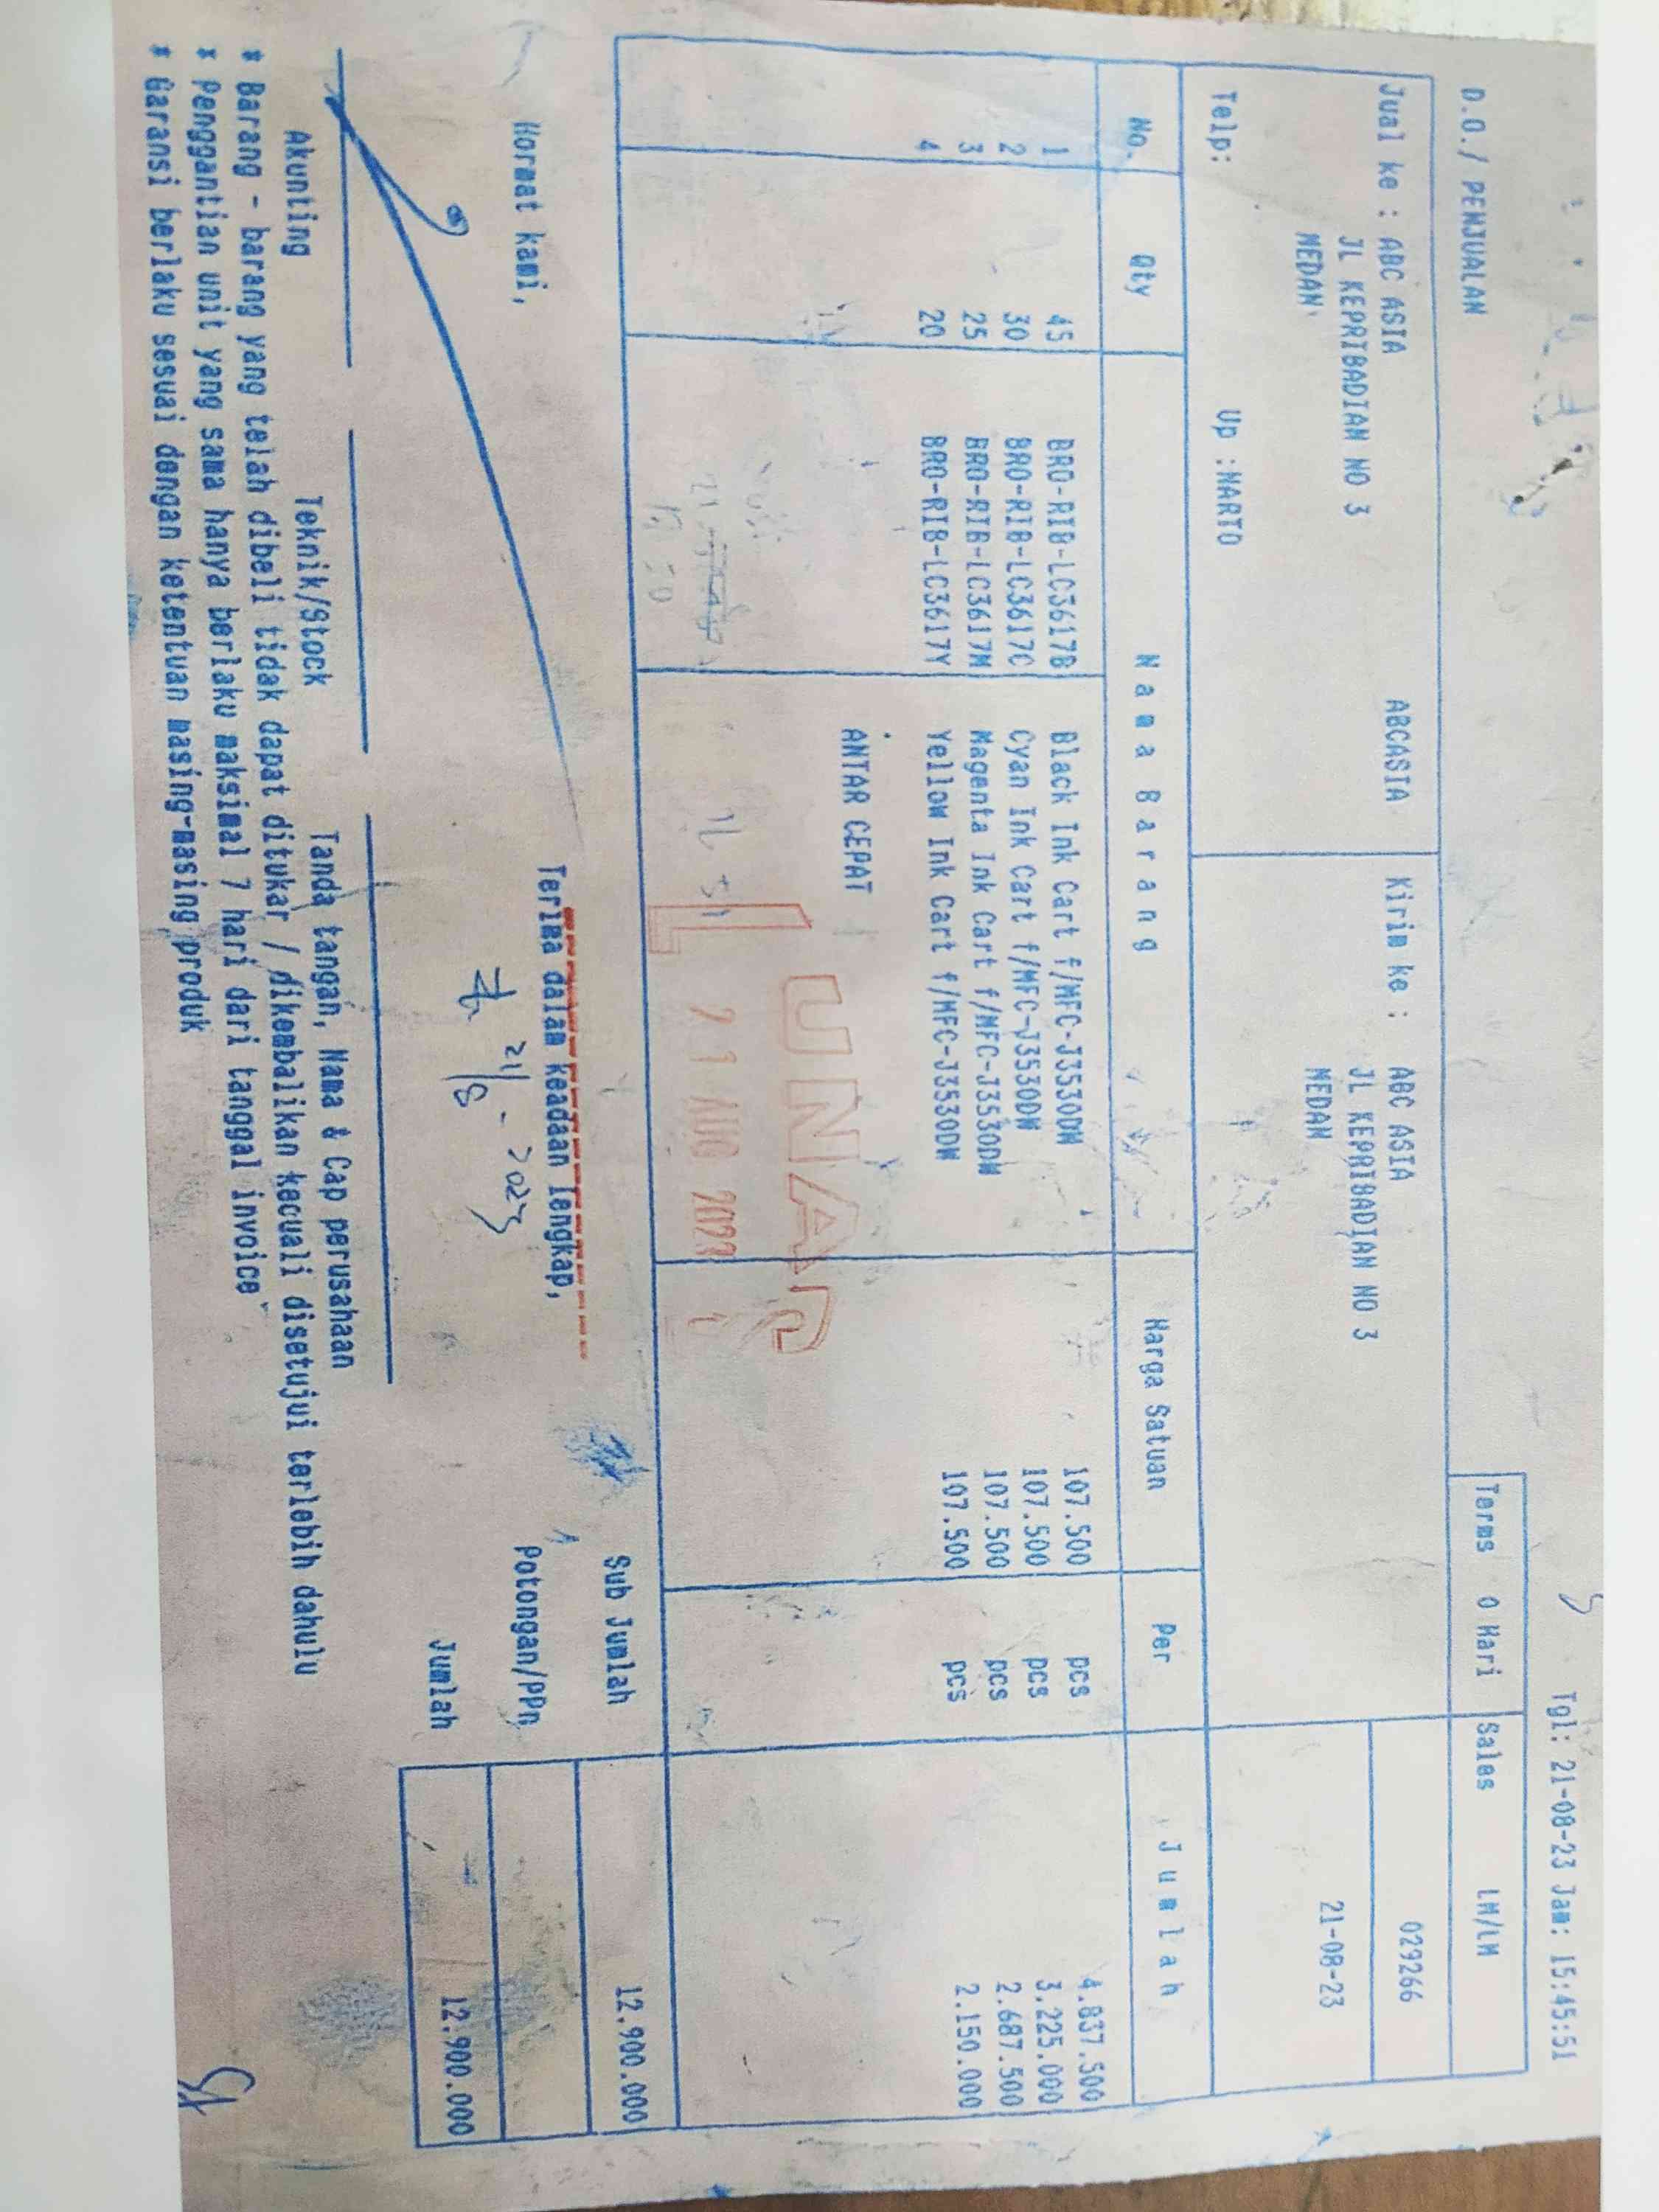 Tgl: 21-08-23 Jam: 15:45:51
D.O./ PENJUALAN
Terms 0 Hari Sales LM/LM
Jual ke : ABC ASIA ABCASIA Kirim ke : ABC ASIA 029266
JL KEPRIBADIAN NO 3 JL KEPRIBADIAN NO 3
MEDAN MEDAN 21-08-23
Telp: Up :NARTO
No. Qty Nama Barang Harga Satuan Per Jumlah
1 45 BRO-RIB-LC3617B Black Ink Cart f/MFC-J3530DW 107.500 pcs 4.837.500
2 30 BRO-RIB-LC3617C Cyan Ink Cart f/MFC-J3530DW 107.500 pcs 3.225.000
3 25 BRO-RIB-LC3617M Magenta Ink Cart f/MFC-J3530DW 107.500 pcs 2.687.500
4 20 BRO-RIB-LC3617Y Yellow Ink Cart f/MFC-J3530DW 107.500 pcs 2.150.000
ANTAR CEPAT
LUNAS
21 AUG 2023
Sub Jumlah 12.900.000
Hormat kami, Terima dalam keadaan lengkap, Potongan/PPn
21/8 - 2023
Jumlah 12.900.000
Akunting Teknik/Stock Tanda tangan, Nama & Cap perusahaan
* Barang - barang yang telah dibeli tidak dapat ditukar / dikembalikan kecuali disetujui terlebih dahulu
* Penggantian unit yang sama hanya berlaku maksimal 7 hari dari tanggal invoice
* Garansi berlaku sesuai dengan ketentuan masing-masing produk